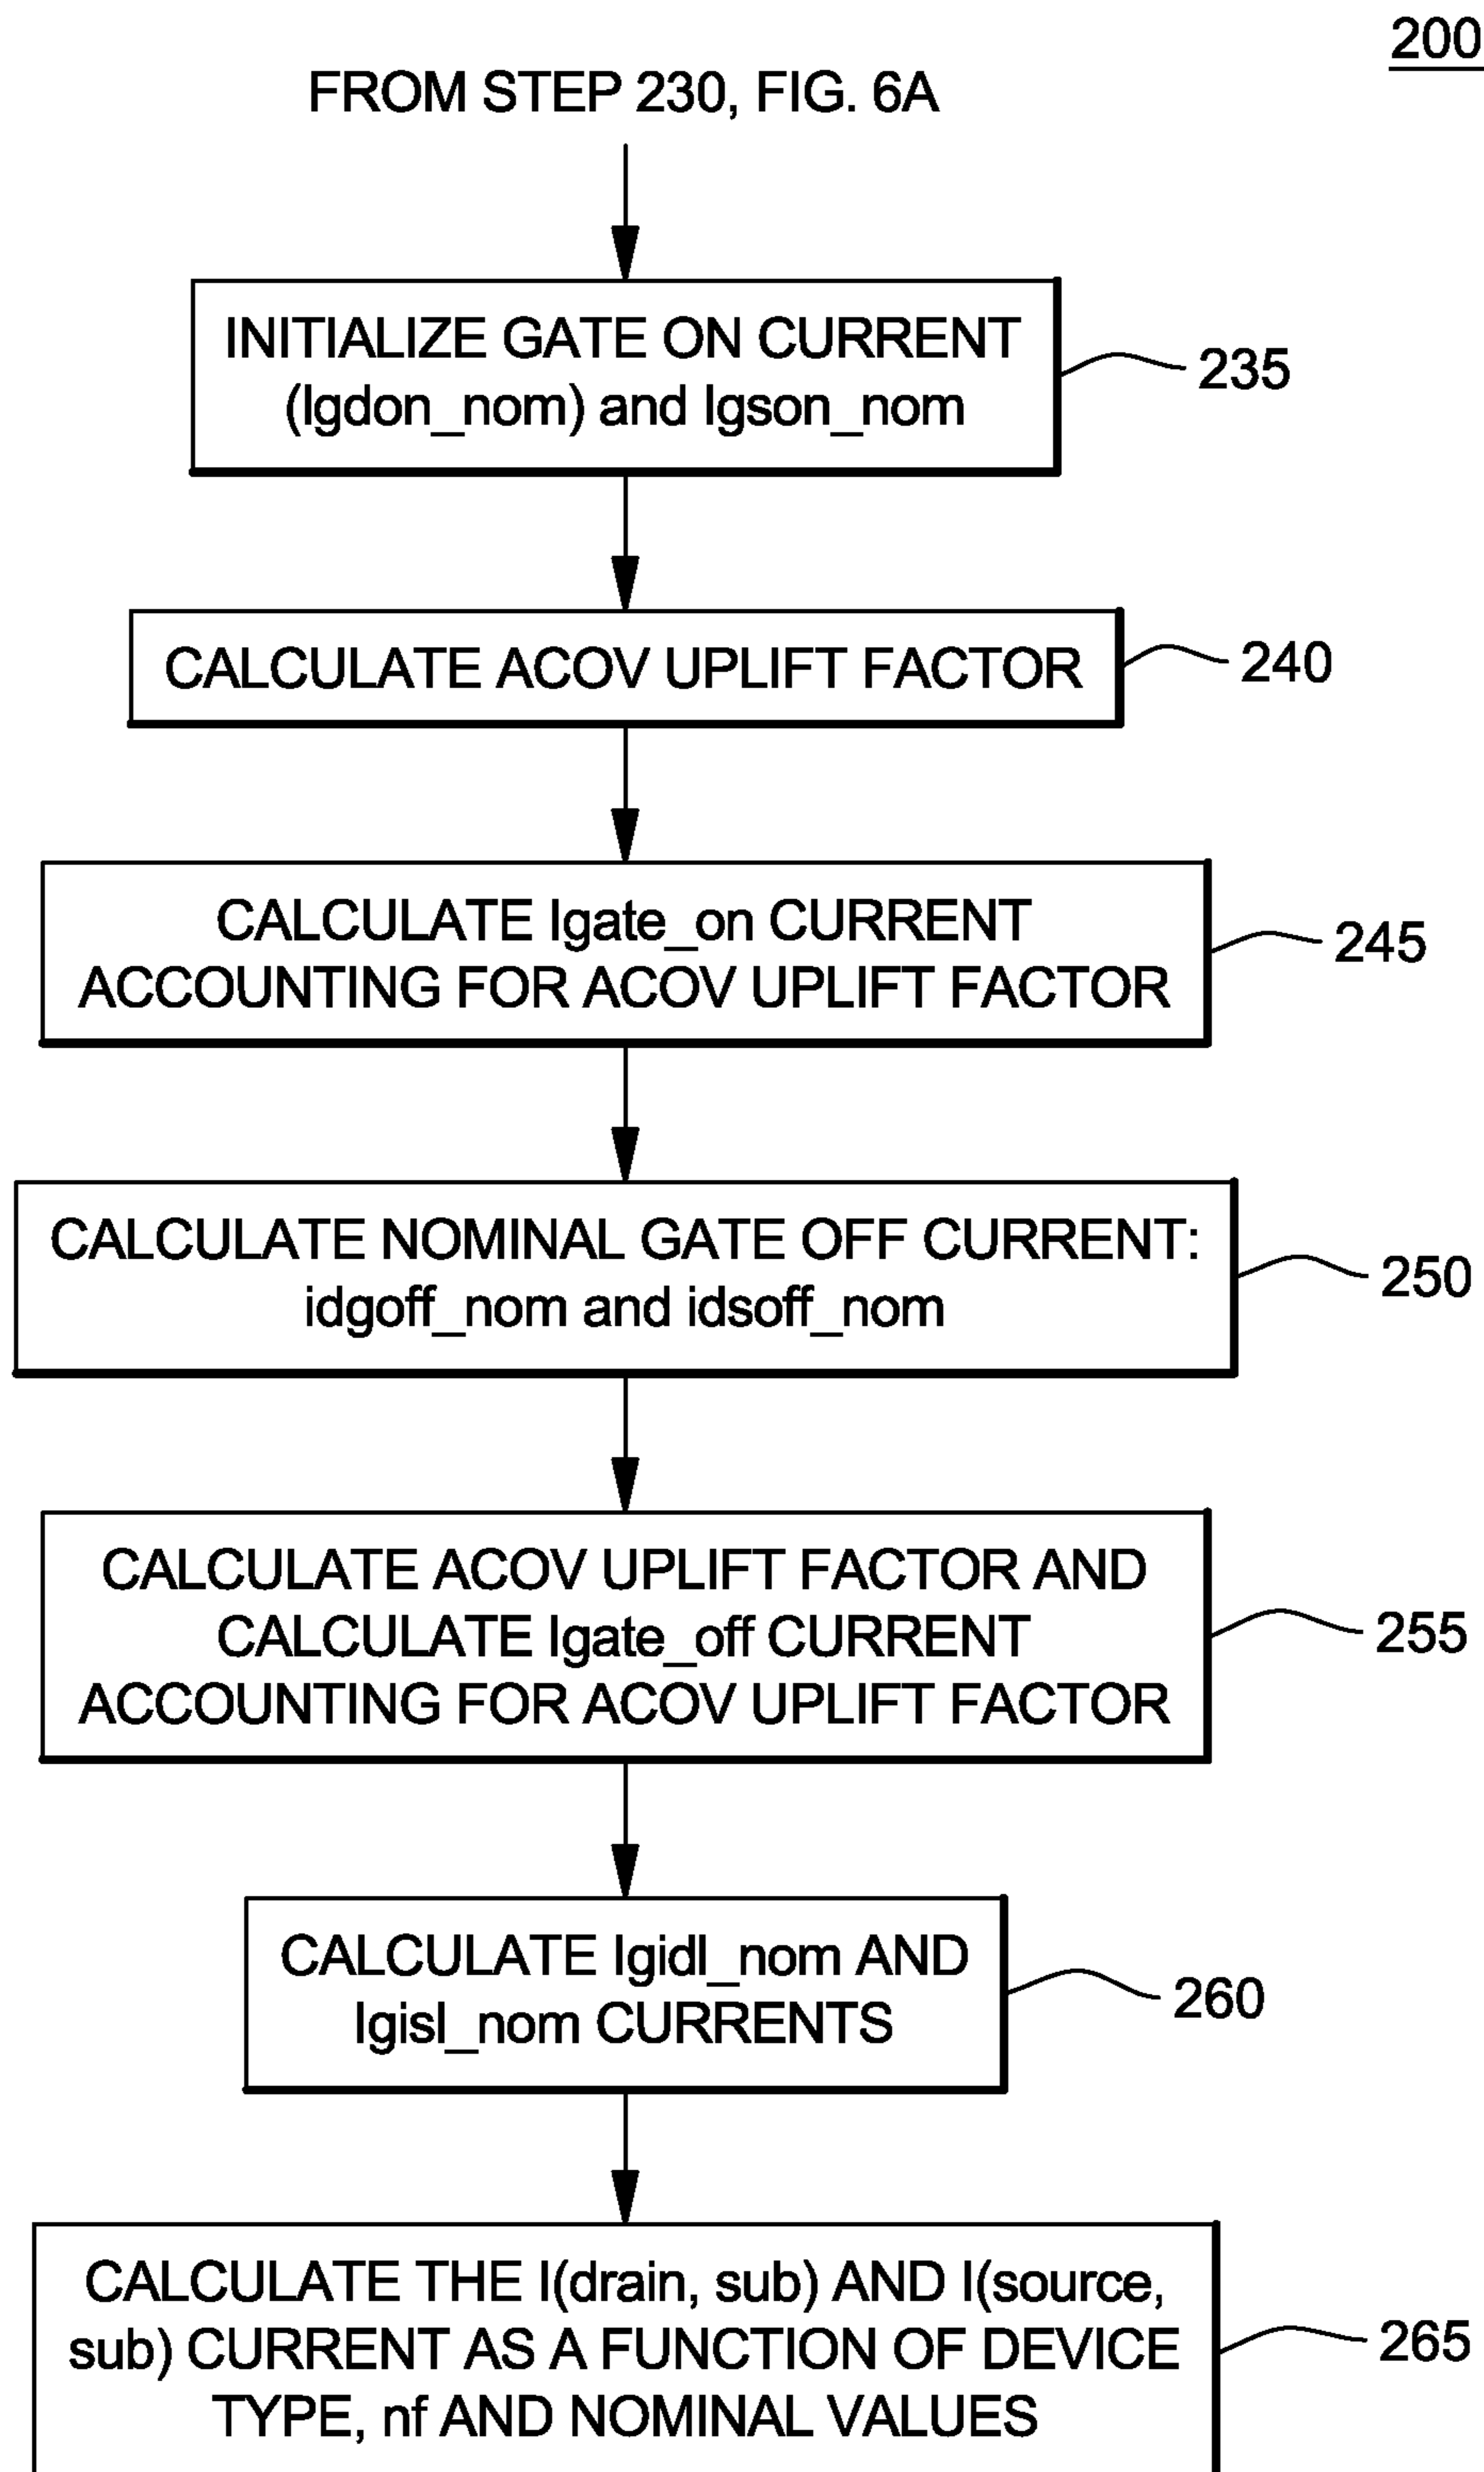 200
FROM STEP 230, FIG. 6A
INITIALIZE GATE ON CURRENT
(Igdon_nom) and Igson_nom
235
CALCULATE ACOV UPLIFT FACTOR
240
CALCULATE Igate_on CURRENT
ACCOUNTING FOR ACOV UPLIFT FACTOR
245
CALCULATE NOMINAL GATE OFF CURRENT:
idgoff_nom and idsoff_nom
250
CALCULATE ACOV UPLIFT FACTOR AND
CALCULATE Igate_off CURRENT
ACCOUNTING FOR ACOV UPLIFT FACTOR
255
CALCULATE Igidl_nom AND
Igisl_nom CURRENTS
260
CALCULATE THE I(drain, sub) AND I(source,
sub) CURRENT AS A FUNCTION OF DEVICE
TYPE, nf AND NOMINAL VALUES
265